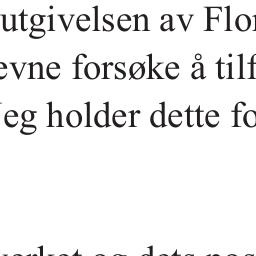 utgivelsen av Flor
evne forsøke å tilf
Jeg holder dette fo
verket og dets pos